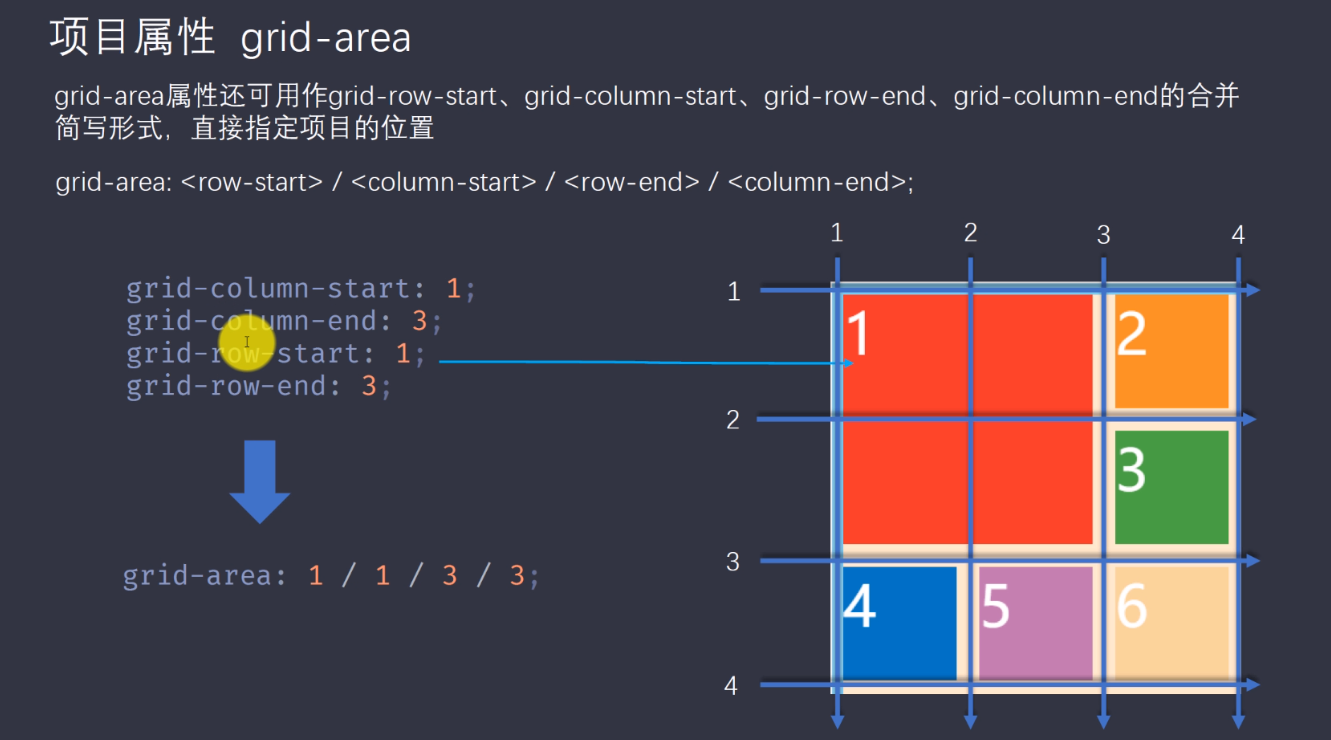 项目属性 grid-area
grid-area属性还可用作grid-row-start、grid-column-start、grid-row-end、grid-column-end的合并
简写形式，直接指定项目的位置
grid-area: <row-start> / <column-start> / <row-end> / <column-end>;
grid-column-start: 1;
grid-column-end: 3;
grid-row-start: 1;
grid-row-end: 3;
grid-area: 1 / 1 / 3 / 3;
1 2 3 4
1
1 2
2
3
3
4 5 6
4